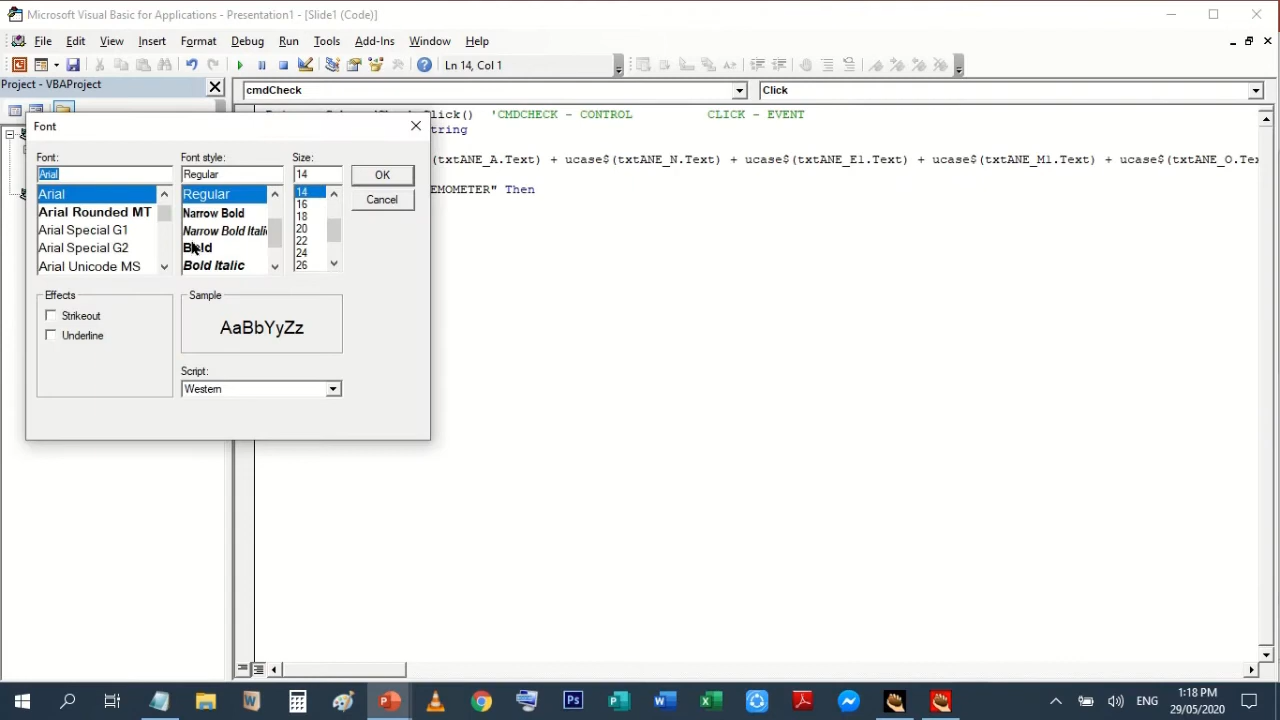 Microsoft Visual Basic for Applications - Presentation1 - [Slide1 (Code)]
File Edit View Insert Format Debug Run Tools Add-Ins Window Help
Ln 14, Col 1
Project - VBAProject
cmdCheck
Click
Click() 'CMDCHECK - CONTROL CLICK - EVENT
tring
(txtANE_A.Text) + ucase$(txtANE_N.Text) + ucase$(txtANE_E1.Text) + ucase$(txtANE_M1.Text) + ucase$(txtANE_O.Tex
EMOMETER" Then
Font
Font:
Arial
Arial
Arial Rounded MT
Arial Special G1
Arial Special G2
Arial Unicode MS
Font style:
Regular
Regular
Narrow Bold
Narrow Bold Itali
Bold
Bold Italic
Size:
14
14
16
18
20
22
24
26
OK
Cancel
Effects
Strikeout
Underline
Sample
AaBbYyZz
Script:
Western
ENG
1:18 PM
29/05/2020